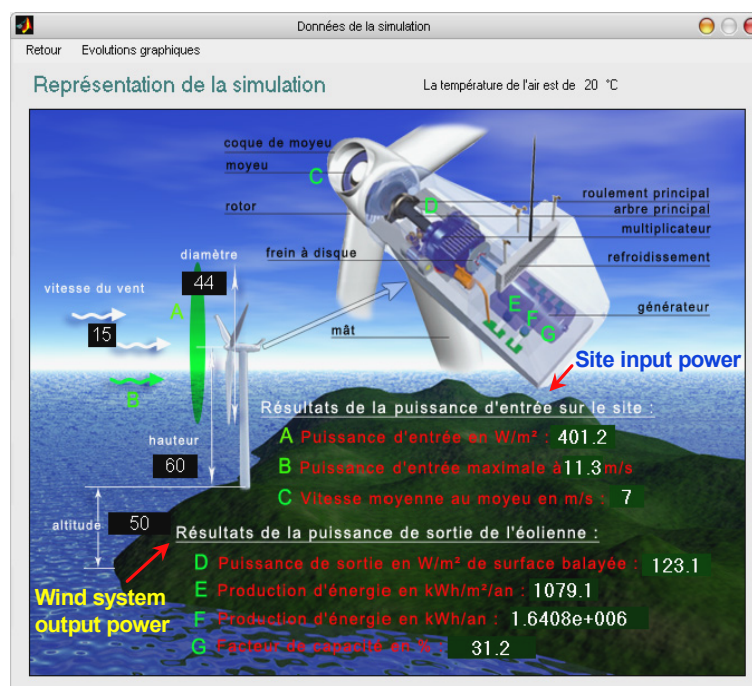 Données de la simulation
Retour Evolutions graphiques
Représentation de la simulation
La température de l'air est de 20 °C
coque de moyeu
moyeu
C
rotor
D
roulement principal
arbre principal
multiplicateur
frein à disque
refroidissement
diamètre
44
vitesse du vent
A
15
E
F
G
générateur
mât
B
Site input power
Résultats de la puissance d'entrée sur le site :
hauteur
60
A Puissance d'entrée en W/m² : 401.2
B Puissance d'entrée maximale à 11.3 m/s
C Vitesse moyenne au moyeu en m/s : 7
altitude 50
Résultats de la puissance de sortie de l'éolienne :
D Puissance de sortie en W/m² de surface balayée : 123.1
Wind system
output power
E Production d'énergie en kWh/m²/an : 1079.1
F Production d'énergie en kWh/an : 1.6408e+006
G Facteur de capacité en % : 31.2